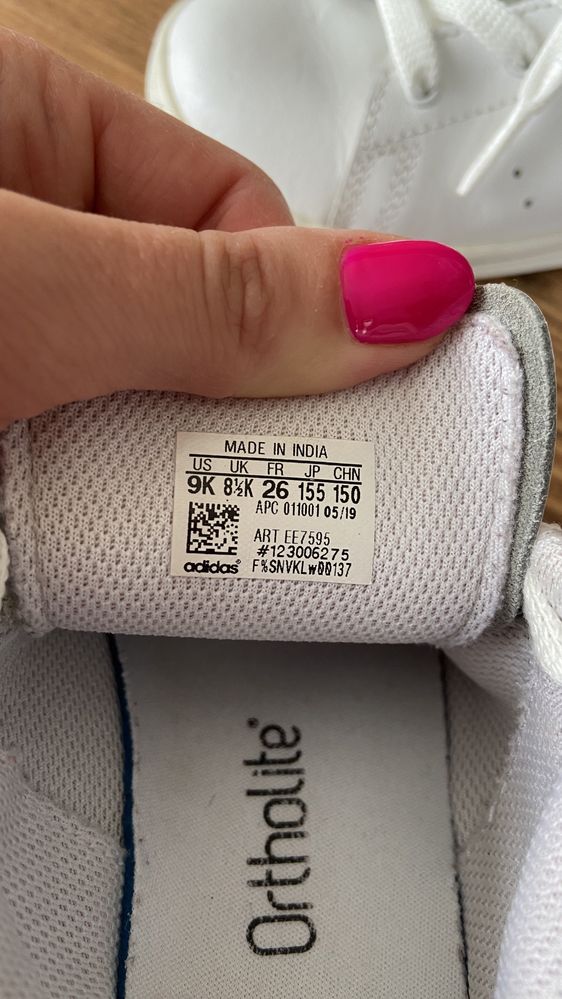 MADE IN INDIA
US UK FR JP CHN
9K 8½K 26 155 150
APC 011001 05/19
ART EE7595
#123006275
adidas® F%SNVKLw00137
Ortholite®